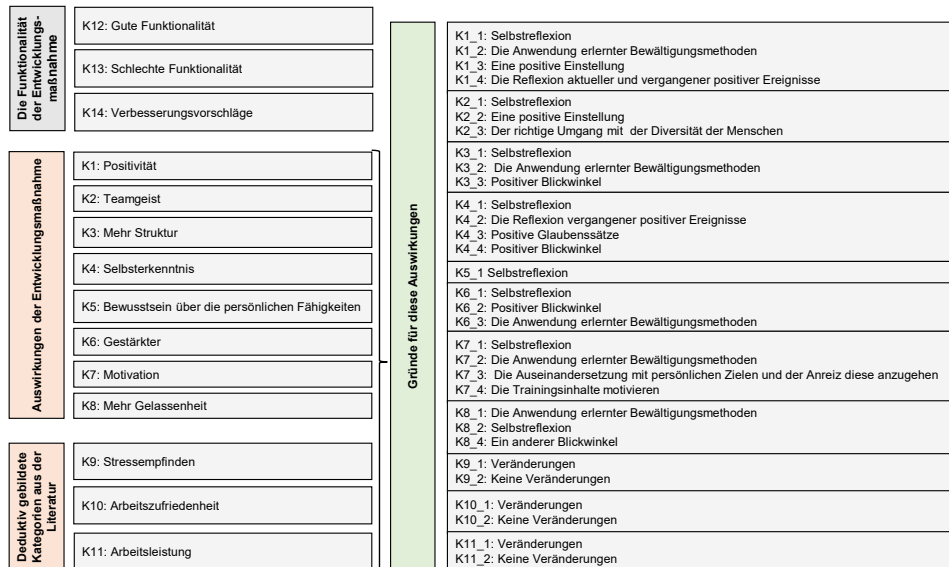 Die Funktionalität
der Entwicklungs-
maßnahme
K12: Gute Funktionalität
K13: Schlechte Funktionalität
K14: Verbesserungsvorschläge
Auswirkungen der Entwicklungsmaßnahme
K1: Positivität
K2: Teamgeist
K3: Mehr Struktur
K4: Selbsterkenntnis
K5: Bewusstsein über die persönlichen Fähigkeiten
K6: Gestärkter
K7: Motivation
K8: Mehr Gelassenheit
Deduktiv gebildete
Kategorien aus der
Literatur
K9: Stressempfinden
K10: Arbeitszufriedenheit
K11: Arbeitsleistung
Gründe für diese Auswirkungen
K1_1: Selbstreflexion
K1_2: Die Anwendung erlernter Bewältigungsmethoden
K1_3: Eine positive Einstellung
K1_4: Die Reflexion aktueller und vergangener positiver Ereignisse
K2_1: Selbstreflexion
K2_2: Eine positive Einstellung
K2_3: Der richtige Umgang mit der Diversität der Menschen
K3_1: Selbstreflexion
K3_2: Die Anwendung erlernter Bewältigungsmethoden
K3_3: Positiver Blickwinkel
K4_1: Selbstreflexion
K4_2: Die Reflexion vergangener positiver Ereignisse
K4_3: Positive Glaubenssätze
K4_4: Positiver Blickwinkel
K5_1 Selbstreflexion
K6_1: Selbstreflexion
K6_2: Positiver Blickwinkel
K6_3: Die Anwendung erlernter Bewältigungsmethoden
K7_1: Selbstreflexion
K7_2: Die Anwendung erlernter Bewältigungsmethoden
K7_3: Die Auseinandersetzung mit persönlichen Zielen und der Anreiz diese anzugehen
K7_4: Die Trainingsinhalte motivieren
K8_1: Die Anwendung erlernter Bewältigungsmethoden
K8_2: Selbstreflexion
K8_4: Ein anderer Blickwinkel
K9_1: Veränderungen
K9_2: Keine Veränderungen
K10_1: Veränderungen
K10_2: Keine Veränderungen
K11_1: Veränderungen
K11_2: Keine Veränderungen